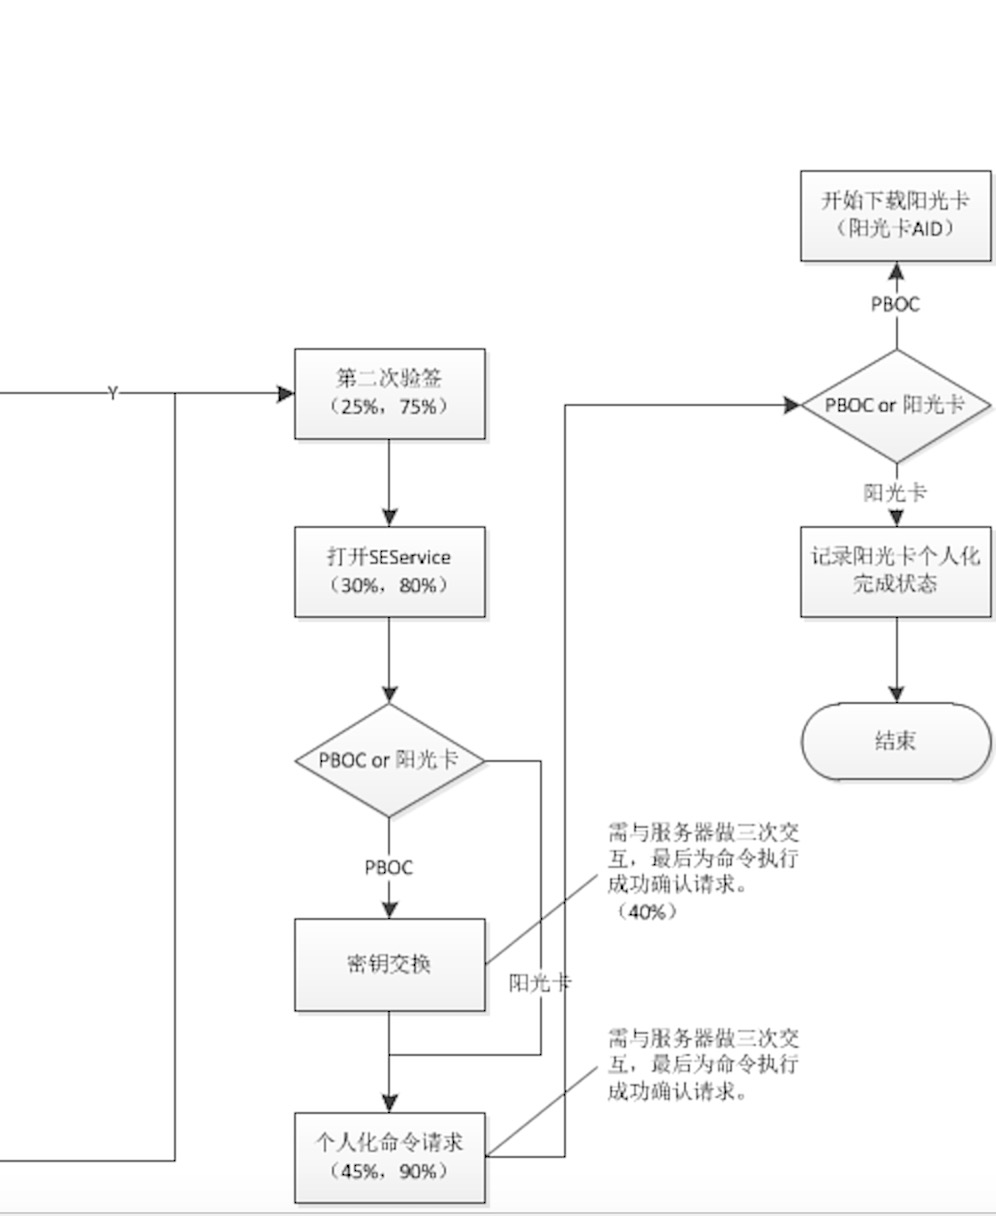 开始下载阳光卡
（阳光卡AID）
PBOC
Y
第二次验签
（25%，75%）
PBOC or 阳光卡
阳光卡
打开SEService
（30%，80%）
记录阳光卡个人化
完成状态
PBOC or 阳光卡
结束
PBOC
需与服务器做三次交
互，最后为命令执行
成功确认请求。
（40%）
密钥交换
阳光卡
需与服务器做三次交
互，最后为命令执行
成功确认请求。
个人化命令请求
（45%，90%）